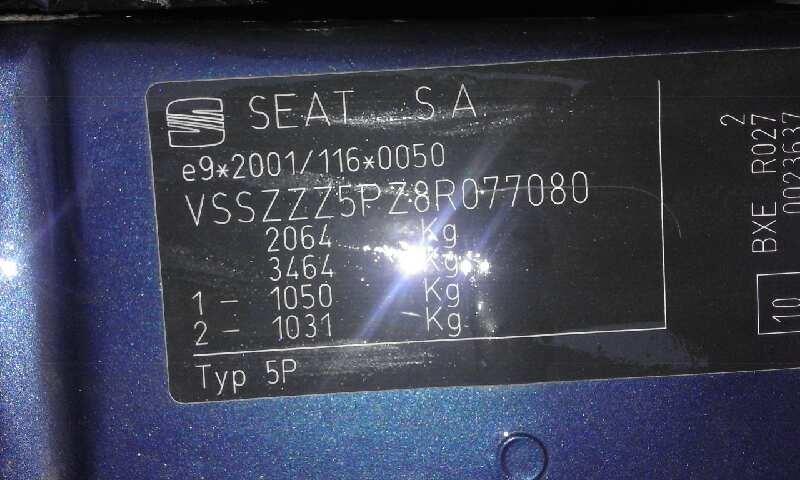 SEAT S A
e9*2001/116*0050
VSSZZZ5PZ8R077080
2064 Kg
3464 Kg
1 - 1050 Kg
2 - 1031 Kg
Typ 5P
2
BXE R027
0023637
10